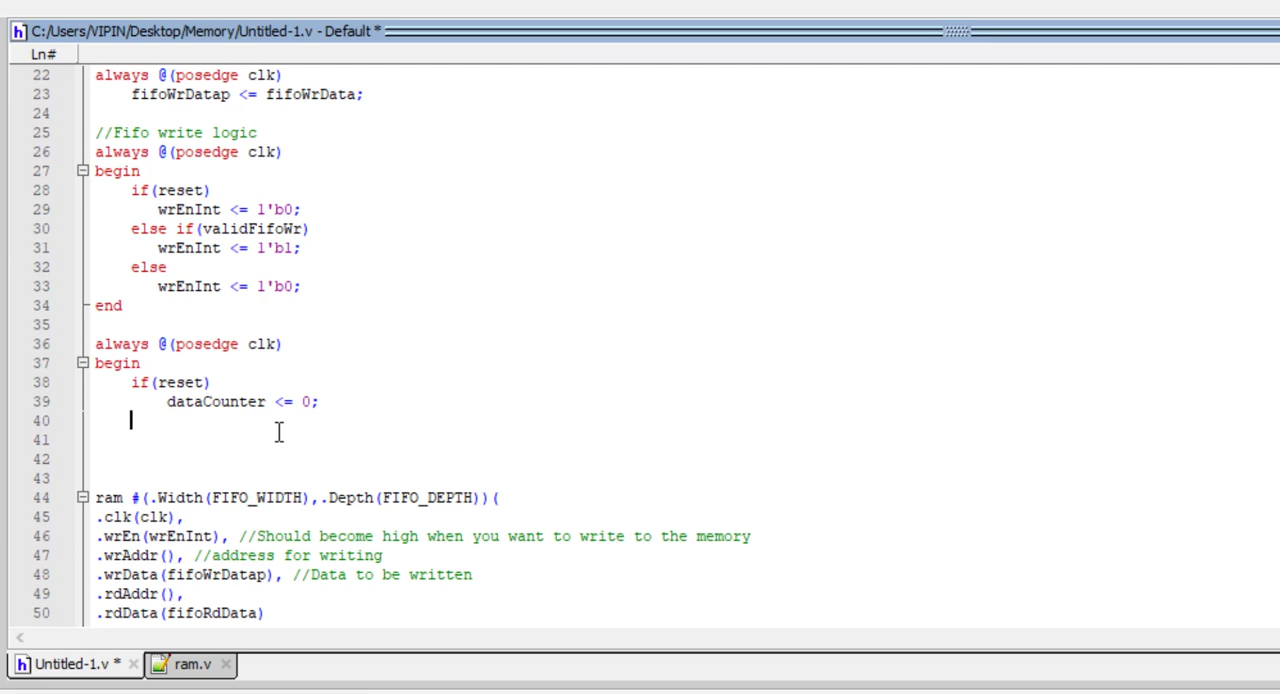 C:/Users/VIPIN/Desktop/Memory/Untitled-1.v - Default *
Ln#
22 always @(posedge clk)
23 fifoWrDatap <= fifoWrData;
24
25 //Fifo write logic
26 always @(posedge clk)
27 begin
28 if(reset)
29 wrEnInt <= 1'b0;
30 else if(validFifoWr)
31 wrEnInt <= 1'b1;
32 else
33 wrEnInt <= 1'b0;
34 end
35
36 always @(posedge clk)
37 begin
38 if(reset)
39 dataCounter <= 0;
40
41
42
43
44 ram #(.Width(FIFO_WIDTH),.Depth(FIFO_DEPTH))(
45 .clk(clk),
46 .wrEn(wrEnInt), //Should become high when you want to write to the memory
47 .wrAddr(), //address for writing
48 .wrData(fifoWrDatap), //Data to be written
49 .rdAddr(),
50 .rdData(fifoRdData)
Untitled-1.v * ram.v